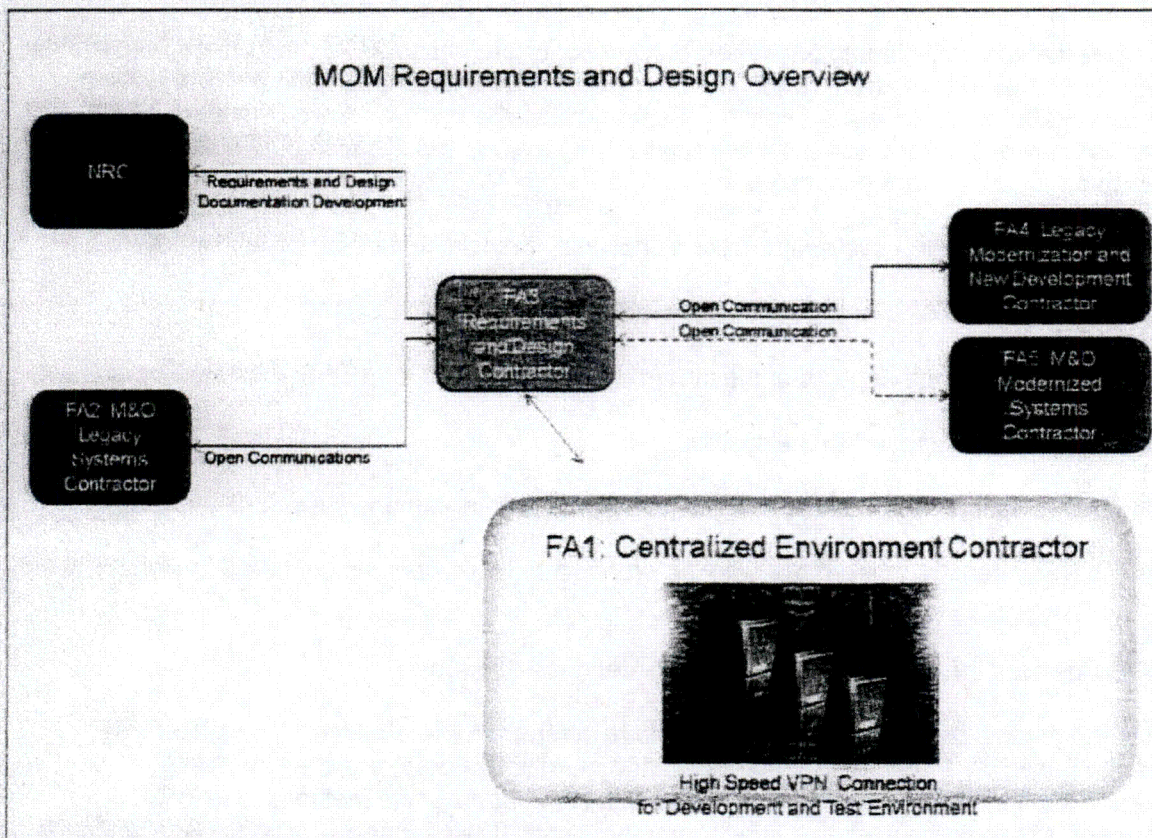 MOM Requirements and Design Overview
NRC
Requirements and Design
Documentation Development
FA4: Legacy
Modernization and
New Development
Contractor
FA3:
Requirements
and Design
Contractor
Open Communication
Open Communication
FA5: M&O
Modernized
Systems
Contractor
FA2: M&O
Legacy
Systems
Contractor
Open Communications
FA1: Centralized Environment Contractor
High Speed VPN Connection
for Development and Test Environment